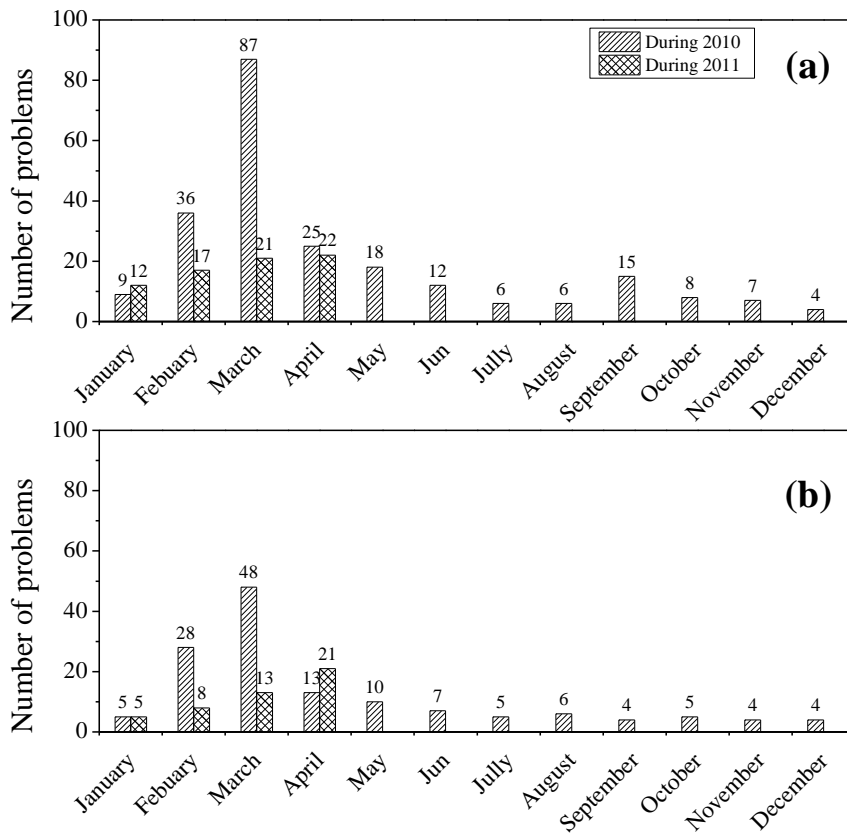 100
80
60
40
20
0
Number of problems
During 2010
During 2011
(a)
9
12
36
17
87
21
25
22
18
12
6
6
15
8
7
4
January
Febuary
March
April
May
Jun
Jully
August
September
October
November
December
100
80
60
40
20
0
Number of problems
(b)
5
5
28
8
48
13
13
21
10
7
5
6
4
5
4
4
January
Febuary
March
April
May
Jun
Jully
August
September
October
November
December